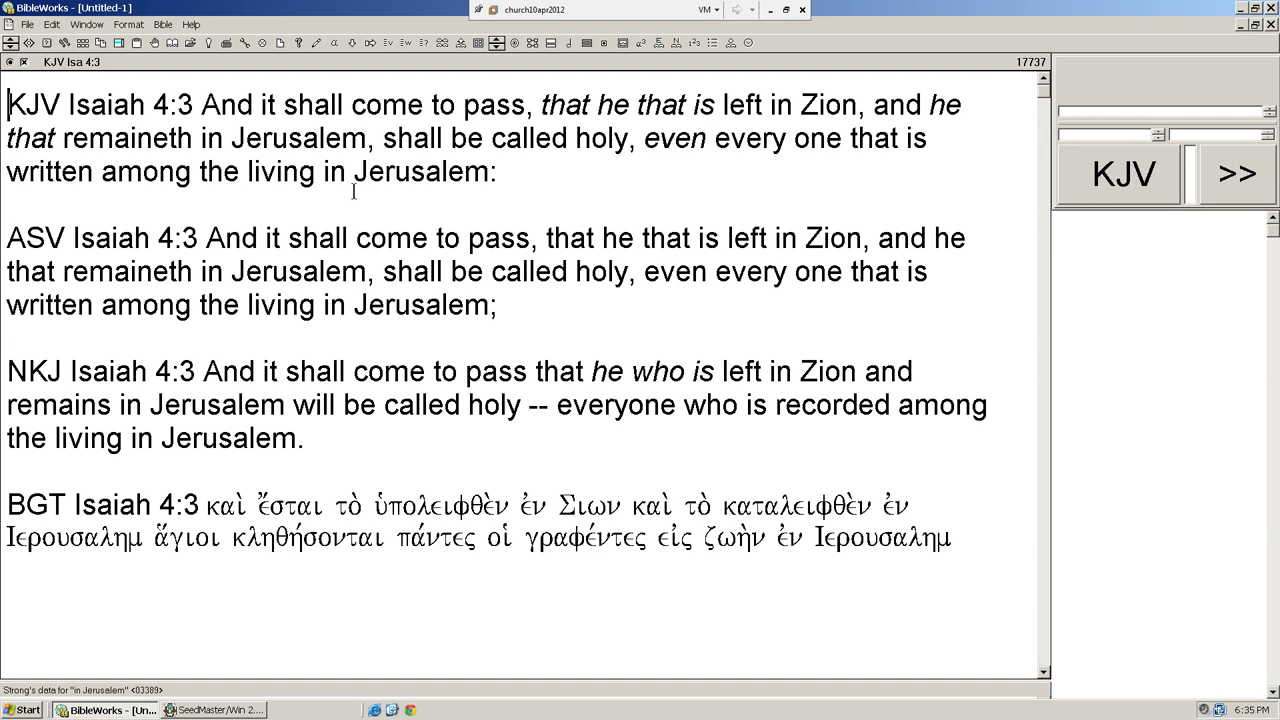 BibleWorks - [Untitled-1]
church10apr2012
VM
File Edit Window Format Bible Help
KJV Isa 4:3
17737
KJV Isaiah 4:3 And it shall come to pass, that he that is left in Zion, and he
that remaineth in Jerusalem, shall be called holy, even every one that is
written among the living in Jerusalem:
ASV Isaiah 4:3 And it shall come to pass, that he that is left in Zion, and he
that remaineth in Jerusalem, shall be called holy, even every one that is
written among the living in Jerusalem;
NKJ Isaiah 4:3 And it shall come to pass that he who is left in Zion and
remains in Jerusalem will be called holy -- everyone who is recorded among
the living in Jerusalem.
BGT Isaiah 4:3 καὶ ἔσται τὸ ὑπολειφθὲν ἐν Σιων καὶ τὸ καταλειφθὲν ἐν
Ιερουσαλημ ἅγιοι κληθήσονται πάντες οἱ γραφέντες εἰς ζωὴν ἐν Ιερουσαλημ
KJV
>>
Strong's data for "in Jerusalem" <03389>
Start
BibleWorks - [Un...
SeedMaster/Win 2....
6:35 PM